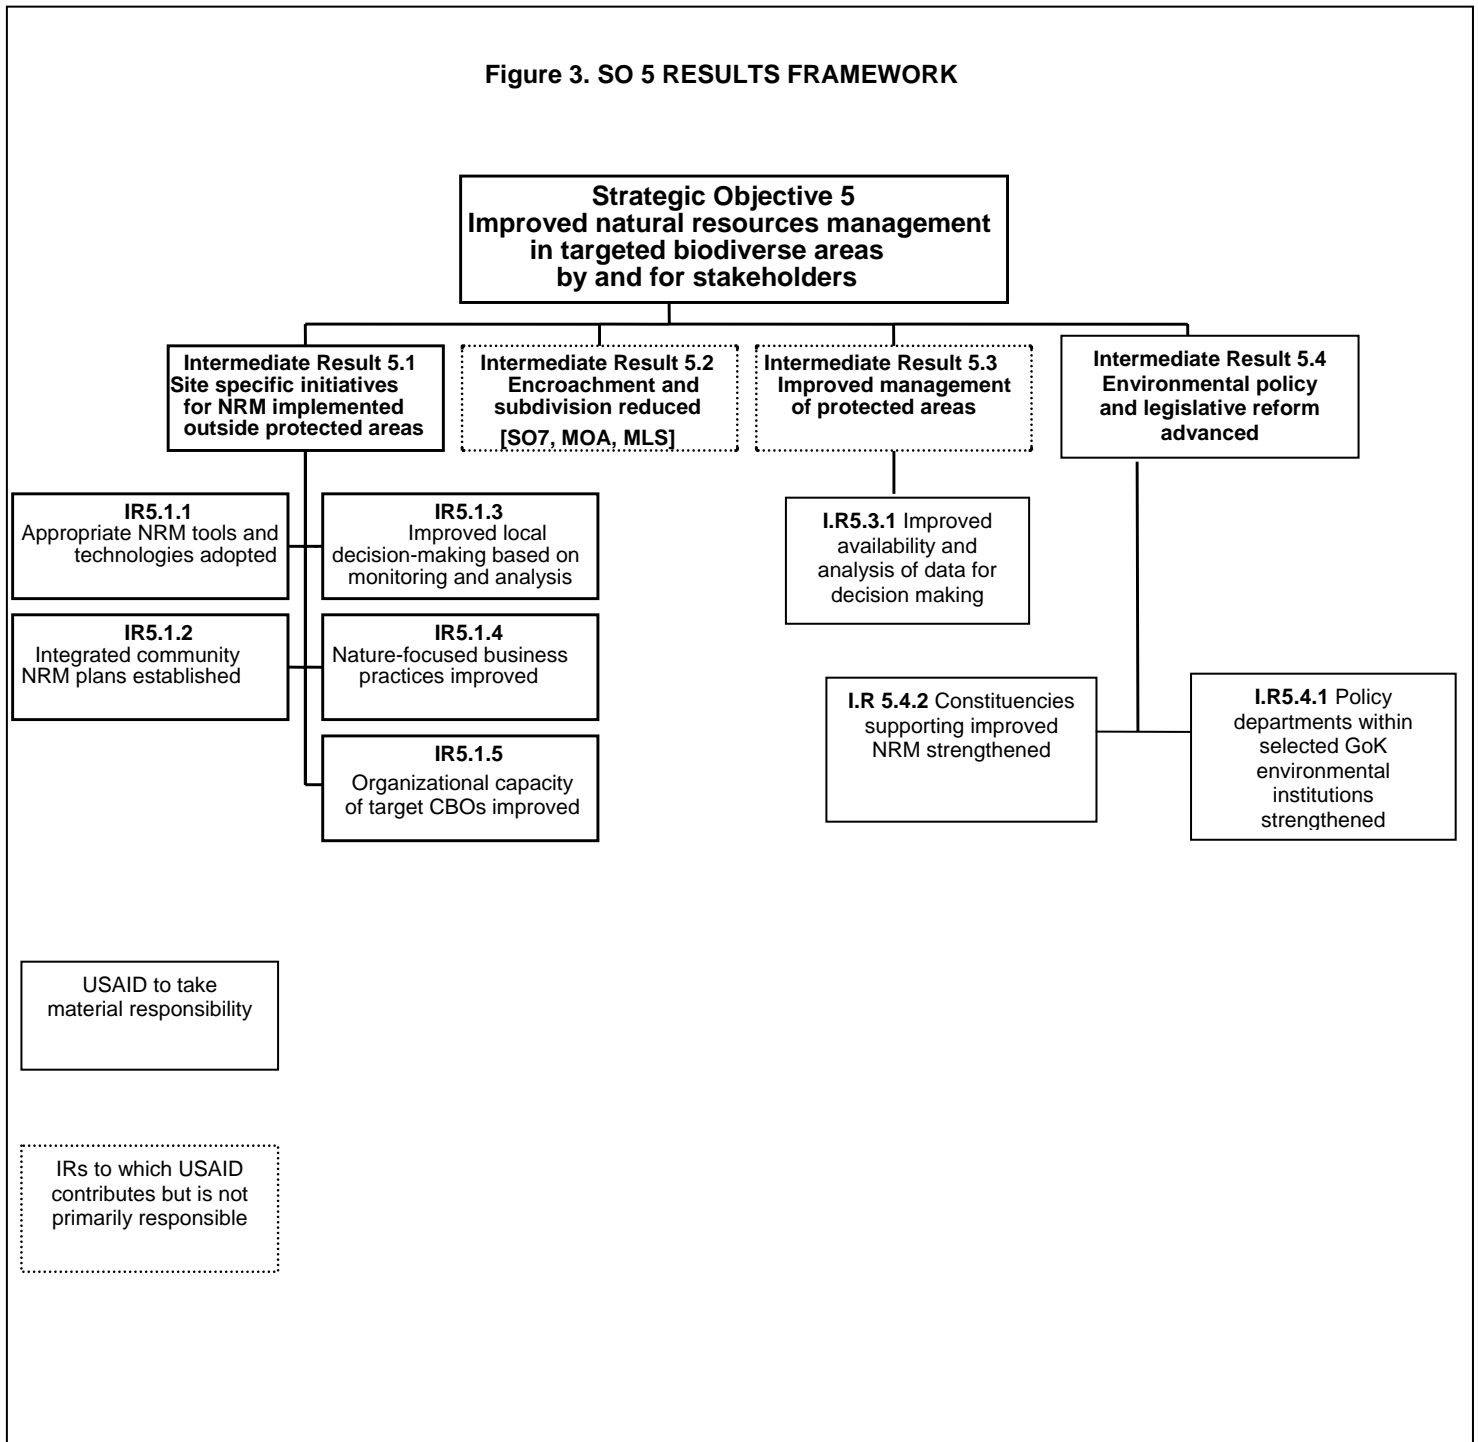 Figure 3. SO 5 RESULTS FRAMEWORK
Strategic Objective 5
Improved natural resources management
in targeted biodiverse areas
by and for stakeholders
Intermediate Result 5.1
Site specific initiatives
for NRM implemented
outside protected areas
Intermediate Result 5.2
Encroachment and
subdivision reduced
[SO7, MOA, MLS]
Intermediate Result 5.3
Improved management
of protected areas
Intermediate Result 5.4
Environmental policy
and legislative reform
advanced
IR5.1.1
Appropriate NRM tools and
technologies adopted
IR5.1.3
Improved local
decision-making based on
monitoring and analysis
I.R5.3.1 Improved
availability and
analysis of data for
decision making
IR5.1.2
Integrated community
NRM plans established
IR5.1.4
Nature-focused business
practices improved
I.R 5.4.2 Constituencies
supporting improved
NRM strengthened
I.R5.4.1 Policy
departments within
selected GoK
environmental
institutions
strengthened
IR5.1.5
Organizational capacity
of target CBOs improved
USAID to take
material responsibility
IRs to which USAID
contributes but is not
primarily responsible